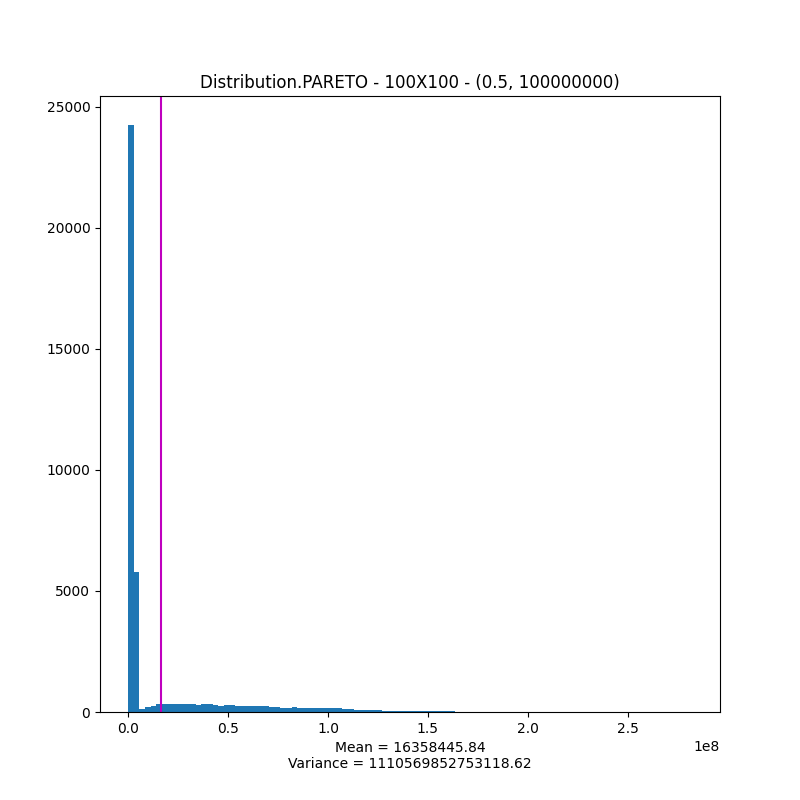 Distribution.PARETO - 100X100 - (0.5, 100000000)
25000
20000
15000
10000
5000
0
0.0 0.5 1.0 1.5 2.0 2.5
1e8
Mean = 16358445.84
Variance = 1110569852753118.62